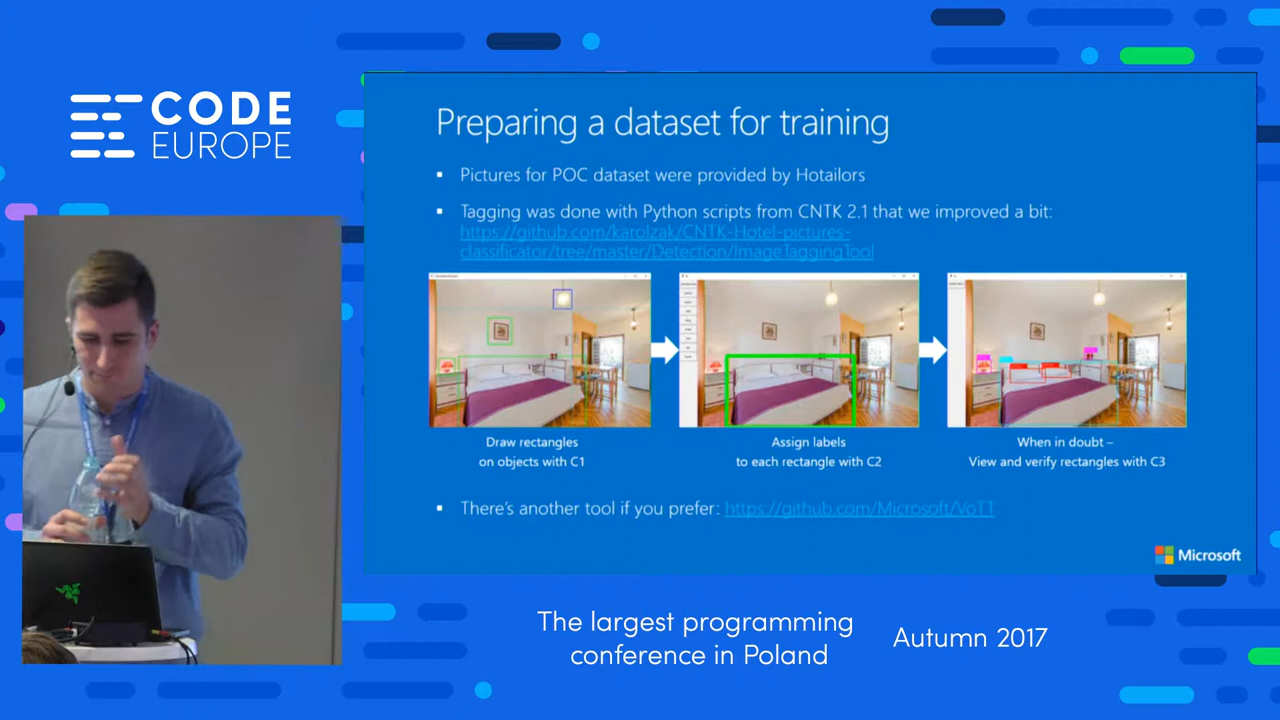 CODE
EUROPE
Preparing a dataset for training
▪ Pictures for POC dataset were provided by Hotailors
▪ Tagging was done with Python scripts from CNTK 2.1 that we improved a bit:
https://github.com/karolzak/CNTK-Hotel-pictures-
classificator/tree/master/Detection/ImageTaggingTool
Draw rectangles
on objects with C1
Assign labels
to each rectangle with C2
When in doubt –
View and verify rectangles with C3
▪ There's another tool if you prefer: https://github.com/Microsoft/VoTT
Microsoft
The largest programming
conference in Poland
Autumn 2017